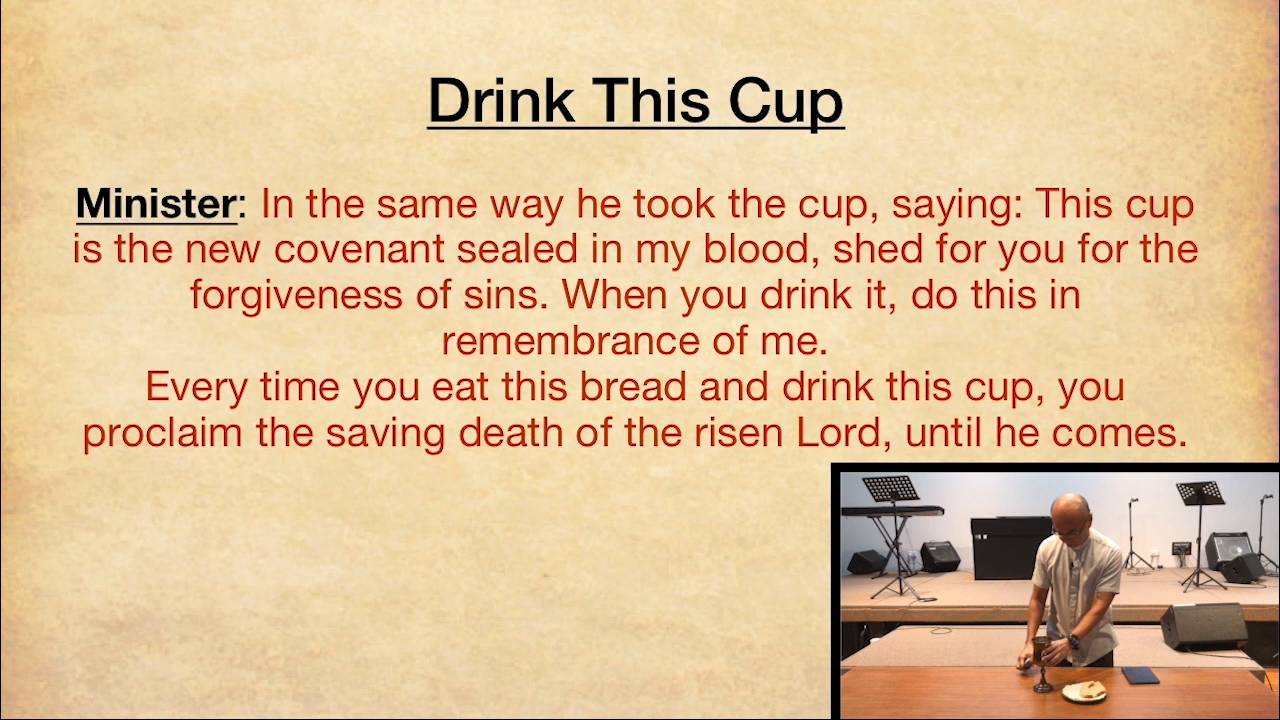 Drink This Cup
Minister: In the same way he took the cup, saying: This cup
is the new covenant sealed in my blood, shed for you for the
forgiveness of sins. When you drink it, do this in
remembrance of me.
Every time you eat this bread and drink this cup, you
proclaim the saving death of the risen Lord, until he comes.